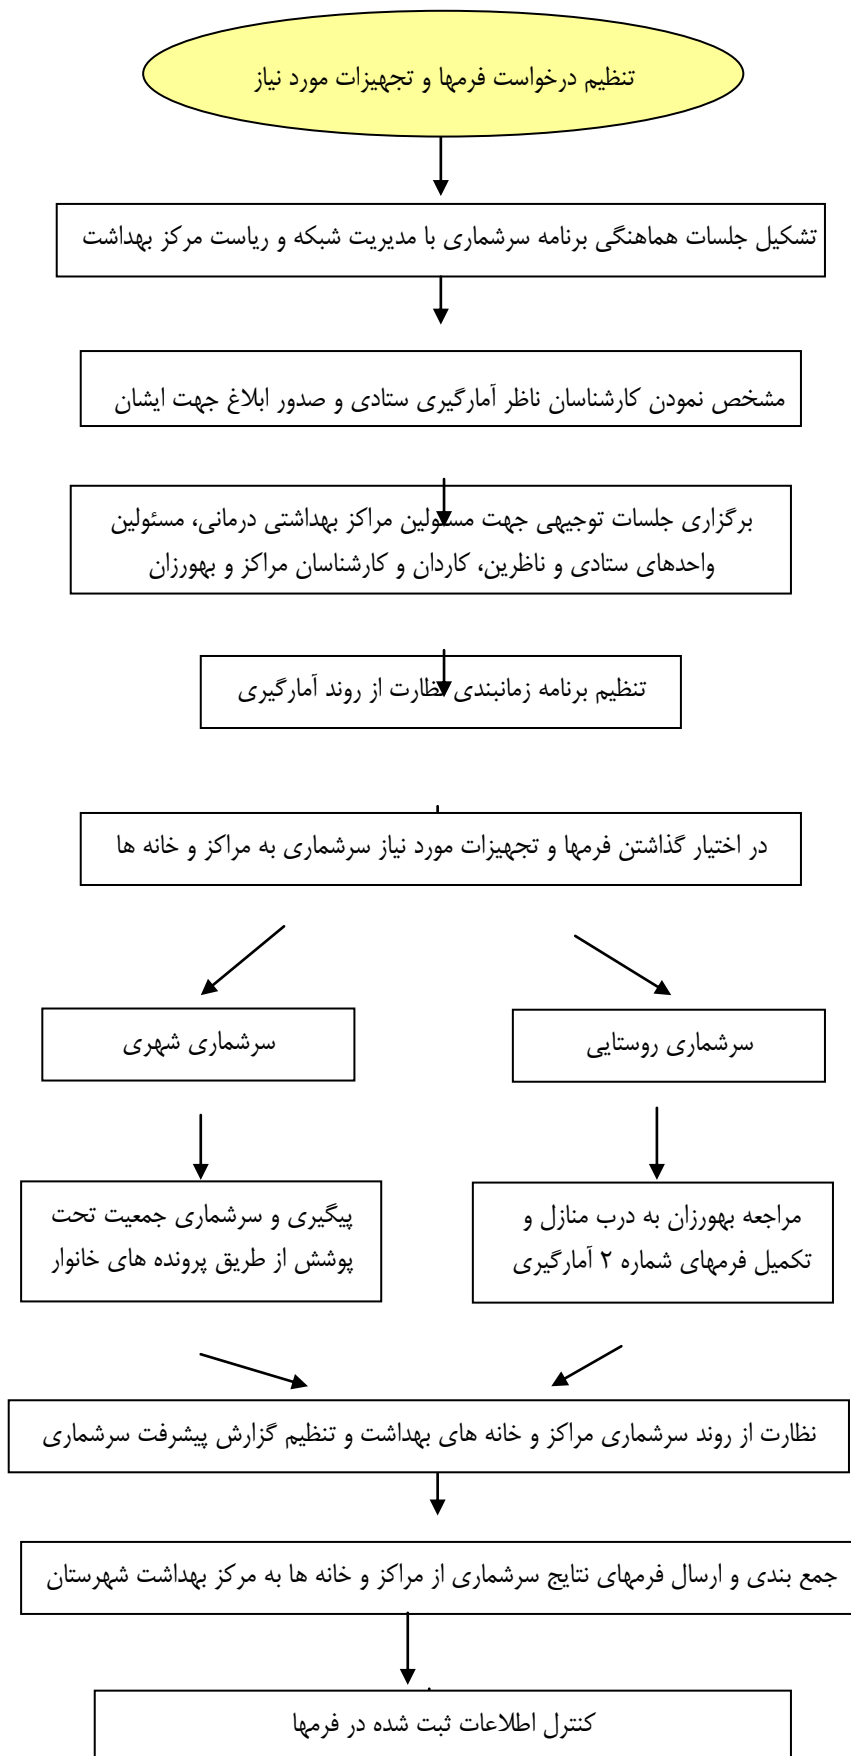 تنظیم درخواست فرمها و تجهیزات مورد نیاز
تشکیل جلسات هماهنگی برنامه سرشماری با مدیریت شبکه و ریاست مرکز بهداشت
مشخص نمودن کارشناسان ناظر آمارگیری ستادی و صدور ابلاغ جهت ایشان
برگزاری جلسات توجیهی جهت مسئولین مراکز بهداشتی درمانی، مسئولین
واحدهای ستادی و ناظرین، کاردان و کارشناسان مراکز و بهورزان
تنظیم برنامه زمانبندی نظارت از روند آمارگیری
در اختیار گذاشتن فرمها و تجهیزات مورد نیاز سرشماری به مراکز و خانه ها
سرشماری روستایی
سرشماری شهری
مراجعه بهورزان به درب منازل و
تکمیل فرمهای شماره ۲ آمارگیری
پیگیری و سرشماری جمعیت تحت
پوشش از طریق پرونده های خانوار
نظارت از روند سرشماری مراکز و خانه های بهداشت و تنظیم گزارش پیشرفت سرشماری
جمع بندی و ارسال فرمهای نتایج سرشماری از مراکز و خانه ها به مرکز بهداشت شهرستان
کنترل اطلاعات ثبت شده در فرمها